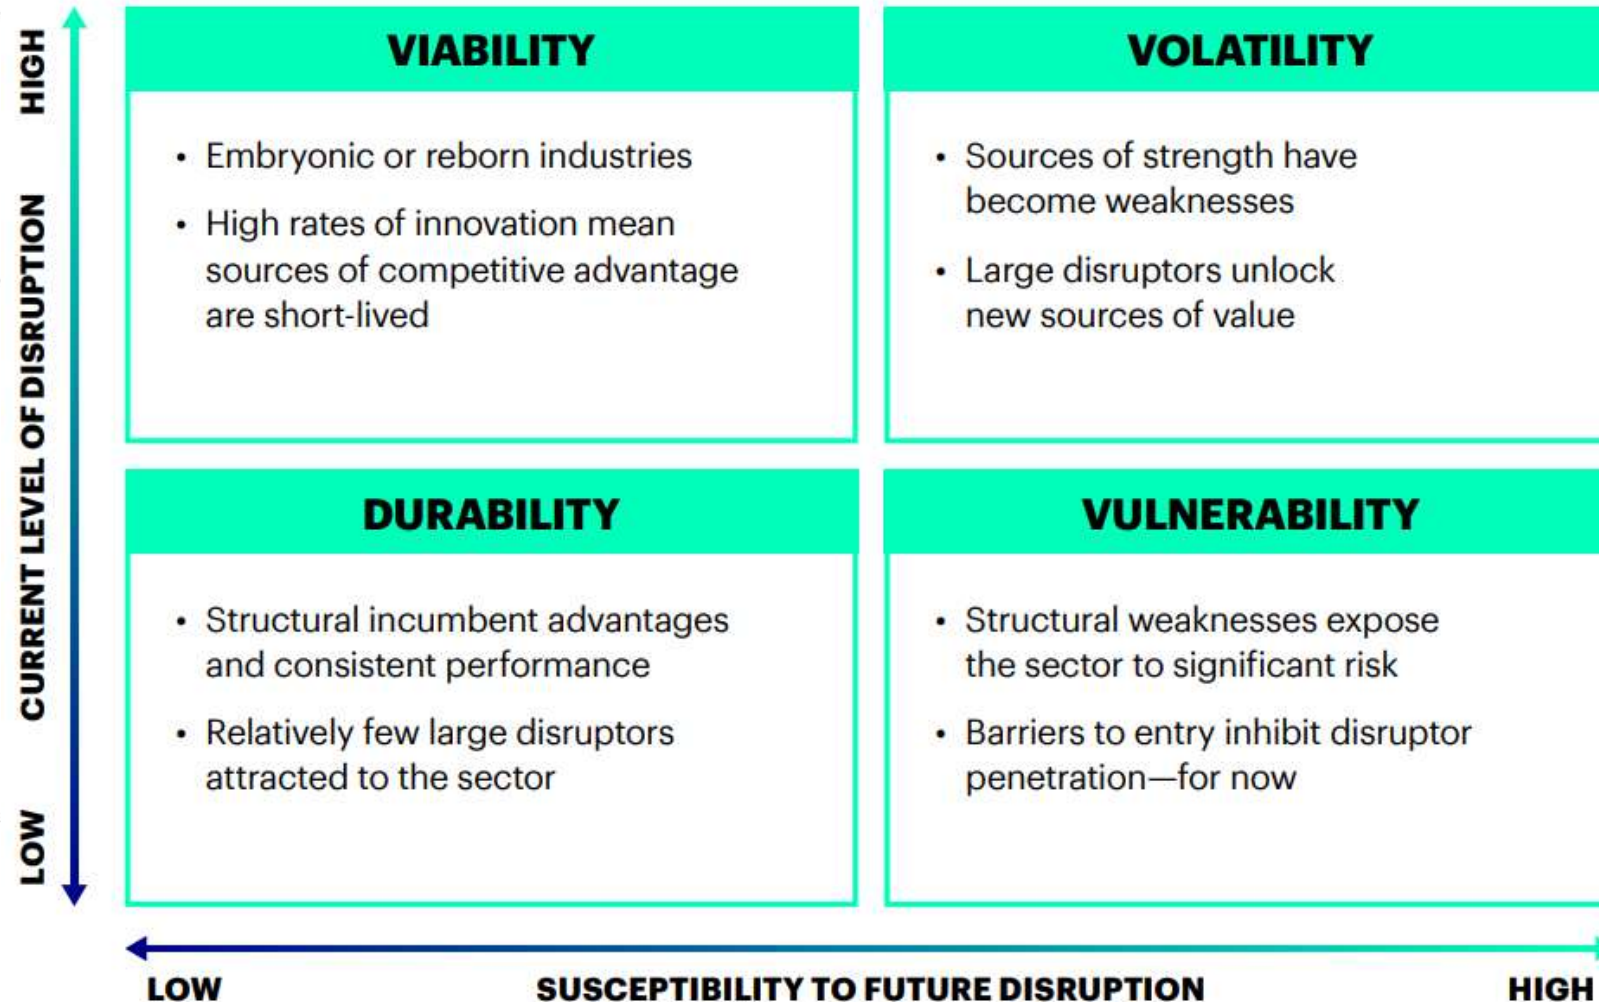 HIGH
CURRENT LEVEL OF DISRUPTION
LOW
VIABILITY
• Embryonic or reborn industries
• High rates of innovation mean
sources of competitive advantage
are short-lived
VOLATILITY
• Sources of strength have
become weaknesses
• Large disruptors unlock
new sources of value
DURABILITY
• Structural incumbent advantages
and consistent performance
• Relatively few large disruptors
attracted to the sector
VULNERABILITY
• Structural weaknesses expose
the sector to significant risk
• Barriers to entry inhibit disruptor
penetration—for now
LOW
SUSCEPTIBILITY TO FUTURE DISRUPTION
HIGH